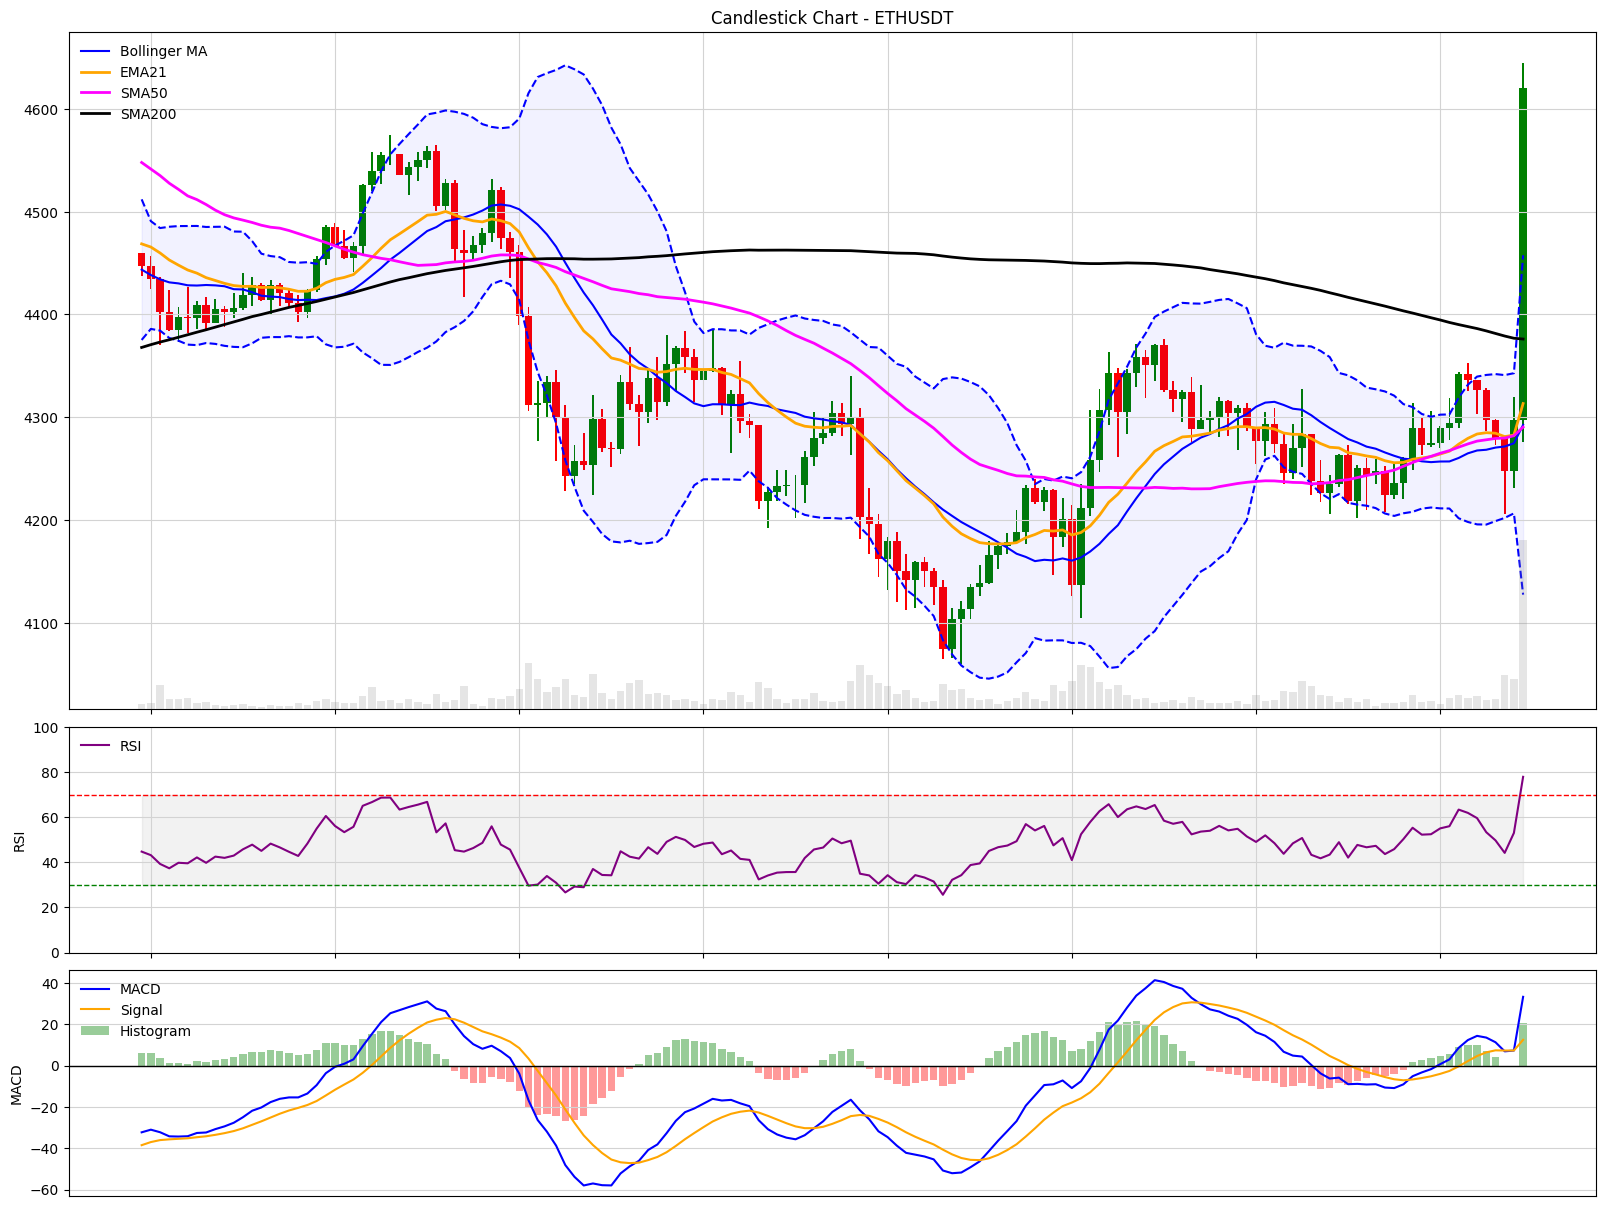 Candlestick Chart - ETHUSDT
Bollinger MA
EMA21
SMA50
SMA200
4600
4500
4400
4300
4200
4100
RSI
100
80
60
40
20
0
RSI
MACD
Signal
Histogram
40
20
0
−20
−40
−60
MACD